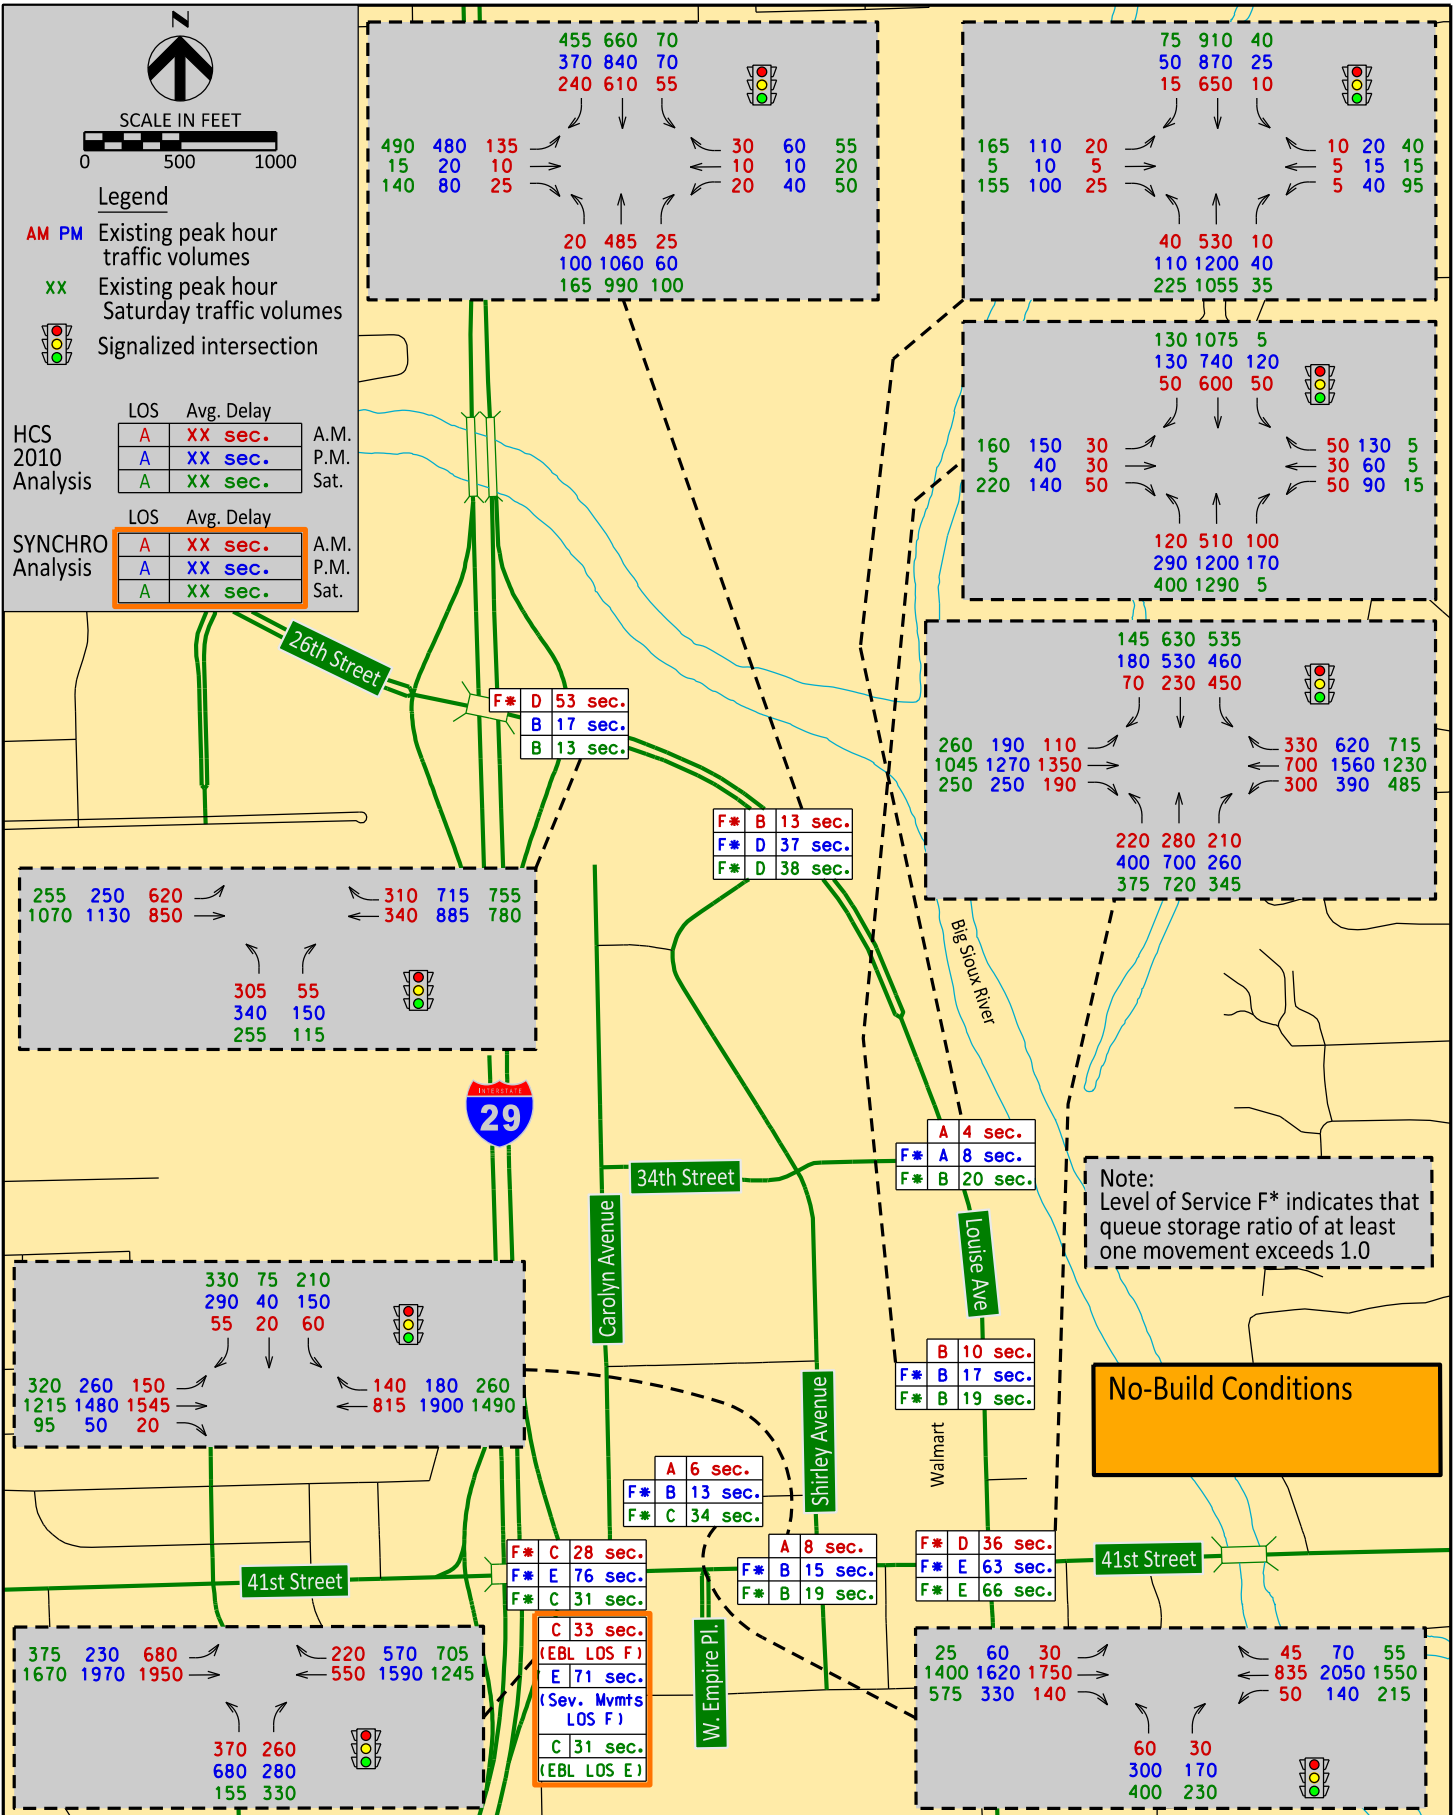 N
SCALE IN FEET
0 500 1000
Legend
AM PM Existing peak hour
traffic volumes
XX Existing peak hour
Saturday traffic volumes
Signalized intersection
LOS Avg. Delay
HCS
2010
Analysis
A XX sec. A.M.
A XX sec. P.M.
A XX sec. Sat.
LOS Avg. Delay
SYNCHRO
Analysis
A XX sec. A.M.
A XX sec. P.M.
A XX sec. Sat.
455 660 70
370 840 70
240 610 55
490 480 135 30 60 55
15 20 10 10 10 20
140 80 25 20 40 50
20 485 25
100 1060 60
165 990 100
75 910 40
50 870 25
15 650 10
165 110 20 10 20 40
5 10 5 5 15 15
155 100 25 5 40 95
40 530 10
110 1200 40
225 1055 35
130 1075 5
130 740 120
50 600 50
160 150 30 50 130 5
5 40 30 30 60 5
220 140 50 50 90 15
120 510 100
290 1200 170
400 1290 5
145 630 535
180 530 460
70 230 450
260 190 110 330 620 715
1045 1270 1350 700 1560 1230
250 250 190 300 390 485
220 280 210
400 700 260
375 720 345
26th Street
F* D 53 sec.
B 17 sec.
B 13 sec.
F* B 13 sec.
F* D 37 sec.
F* D 38 sec.
255 250 620 310 715 755
1070 1130 850 340 885 780
305 55
340 150
255 115
Big Sioux River
INTERSTATE
29
A 4 sec.
F* A 8 sec.
F* B 20 sec.
34th Street
Carolyn Avenue
Louise Ave
Note:
Level of Service F* indicates that
queue storage ratio of at least
one movement exceeds 1.0
330 75 210
290 40 150
55 20 60
320 260 150 140 180 260
1215 1480 1545 815 1900 1490
95 50 20
B 10 sec.
F* B 17 sec.
F* B 19 sec.
No-Build Conditions
Shirley Avenue
Walmart
A 6 sec.
F* B 13 sec.
F* C 34 sec.
F* C 28 sec.
F* E 76 sec.
F* C 31 sec.
A 8 sec.
F* B 15 sec.
F* B 19 sec.
F* D 36 sec.
F* E 63 sec.
F* E 66 sec.
41st Street
41st Street
C 33 sec.
(EBL LOS F)
E 71 sec.
(Sev. Mvmts
LOS F)
C 31 sec.
(EBL LOS E)
W. Empire Pl.
375 230 680 220 570 705
1670 1970 1950 550 1590 1245
370 260
680 280
155 330
25 60 30 45 70 55
1400 1620 1750 835 2050 1550
575 330 140 50 140 215
60 30
300 170
400 230